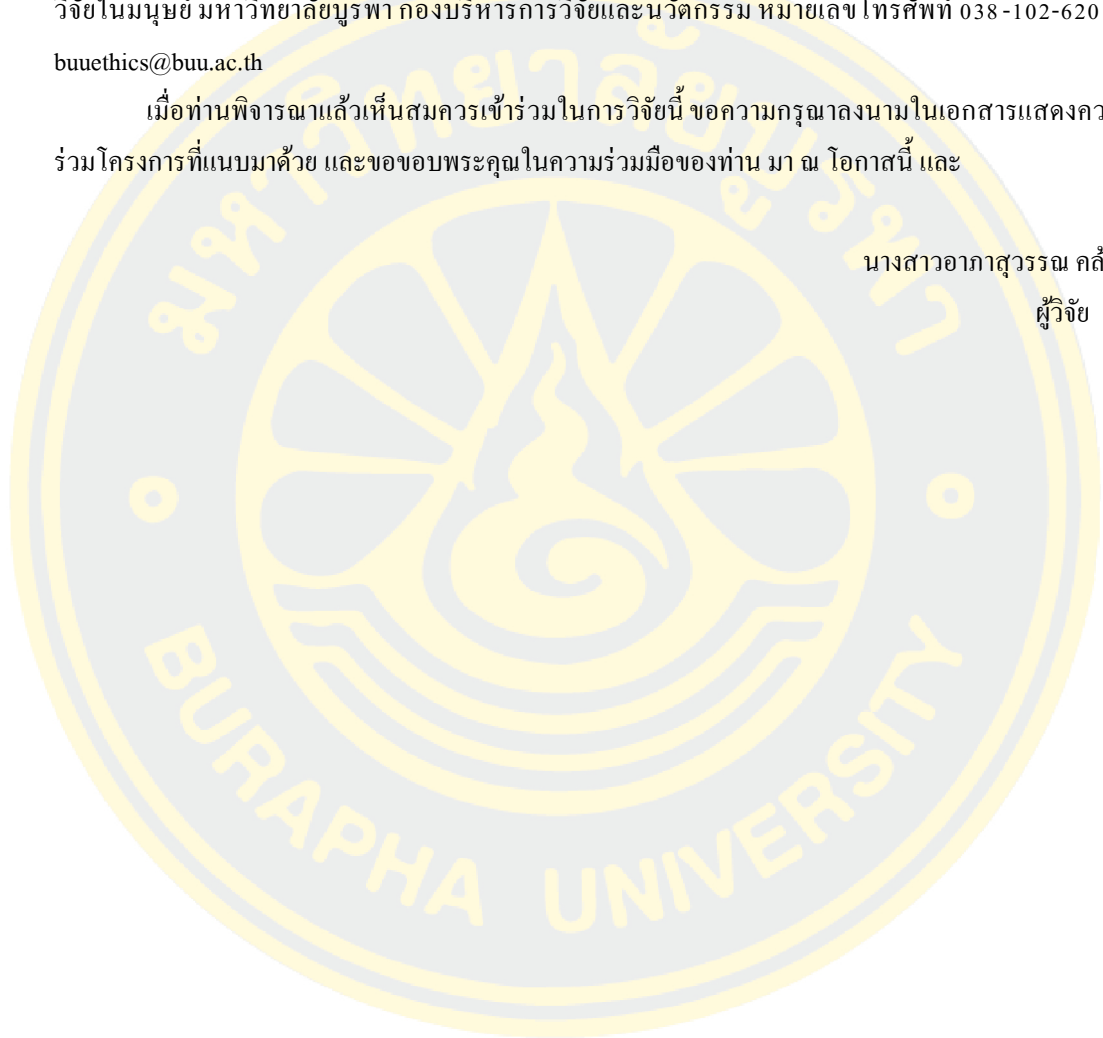 วิจัยในมนุษย์ มหาวิทยาลัยบูรพา กองบริหารการวิจัยและนวัตกรรม หมายเลขโทรศัพท์ 038-102-620
buuethics@buu.ac.th
เมื่อท่านพิจารณาแล้วเห็นสมควรเข้าร่วมในการวิจัยนี้ ขอความกรุณาลงนามในเอกสารแสดง
ร่วมโครงการที่แนบมาด้วย และขอขอบพระคุณในความร่วมมือของท่าน มา ณ โอกาสนี้ และ
นางสาวอาภาสุวรรณ
ผู้วิจัย
มหาวิทยาลัยบูรพา
BURAPHA UNIVERSITY